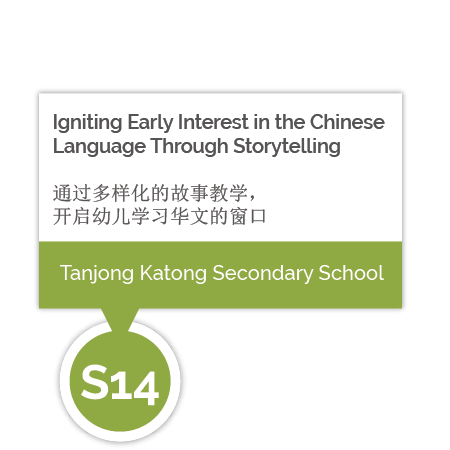 Igniting Early Interest in the Chinese
Language Through Storytelling
通过多样化的故事教学，
开启幼儿学习华文的窗口
Tanjong Katong Secondary School
S14